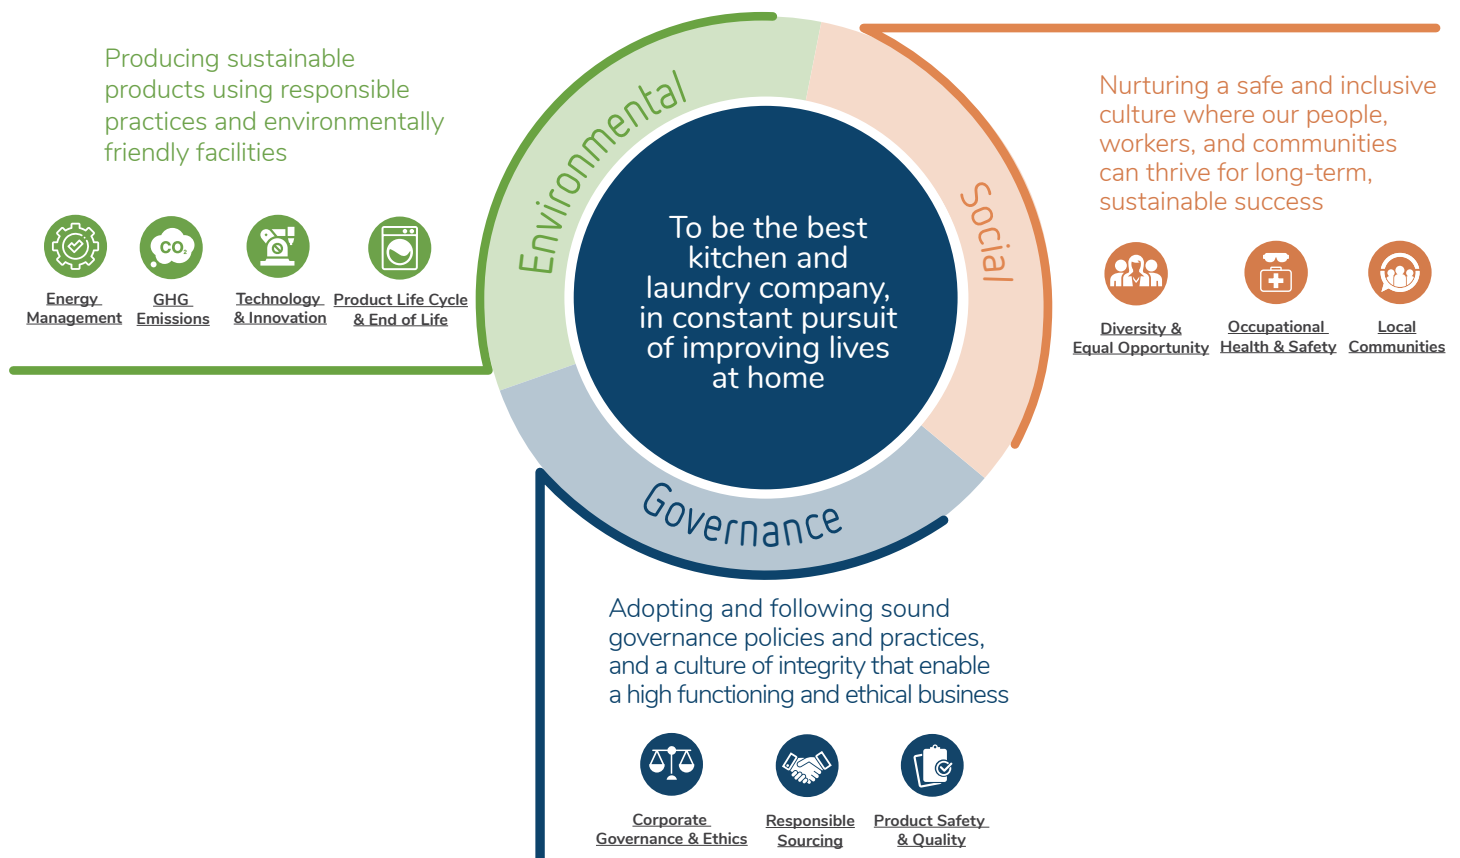 Producing sustainable
products using responsible
practices and environmentally
friendly facilities
Energy
Management
GHG
Emissions
Technology
& Innovation
Product Life Cycle
& End of Life
CO₂
Environmental
Social
Governance
To be the best
kitchen and
laundry company,
in constant pursuit
of improving lives
at home
Nurturing a safe and inclusive
culture where our people,
workers, and communities
can thrive for long-term,
sustainable success
Diversity &
Equal Opportunity
Occupational
Health & Safety
Local
Communities
Adopting and following sound
governance policies and practices,
and a culture of integrity that enable
a high functioning and ethical business
Corporate
Governance & Ethics
Responsible
Sourcing
Product Safety
& Quality